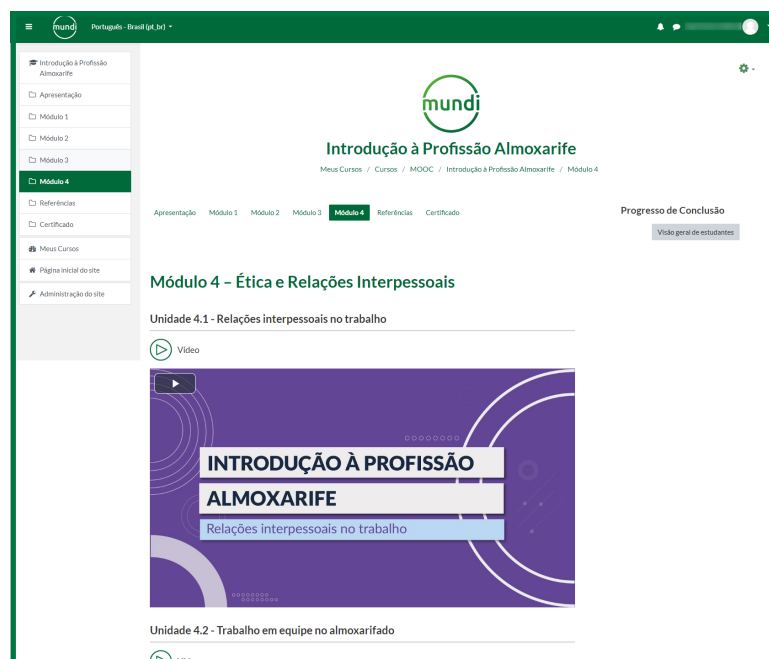 mundi
Português - Brasil (pt_br)
Introdução à Profissão
Almoxarife
Apresentação
Módulo 1
Módulo 2
Módulo 3
Módulo 4
Referências
Certificado
Meus Cursos
Página inicial do site
Administração do site
mundi
Introdução à Profissão Almoxarife
Meus Cursos / Cursos / MOOC / Introdução à Profissão Almoxarife / Módulo 4
Apresentação Módulo 1 Módulo 2 Módulo 3 Módulo 4 Referências Certificado
Progresso de Conclusão
Visão geral de estudantes
Módulo 4 – Ética e Relações Interpessoais
Unidade 4.1 - Relações interpessoais no trabalho
Vídeo
INTRODUÇÃO À PROFISSÃO
ALMOXARIFE
Relações interpessoais no trabalho
Unidade 4.2 - Trabalho em equipe no almoxarifado